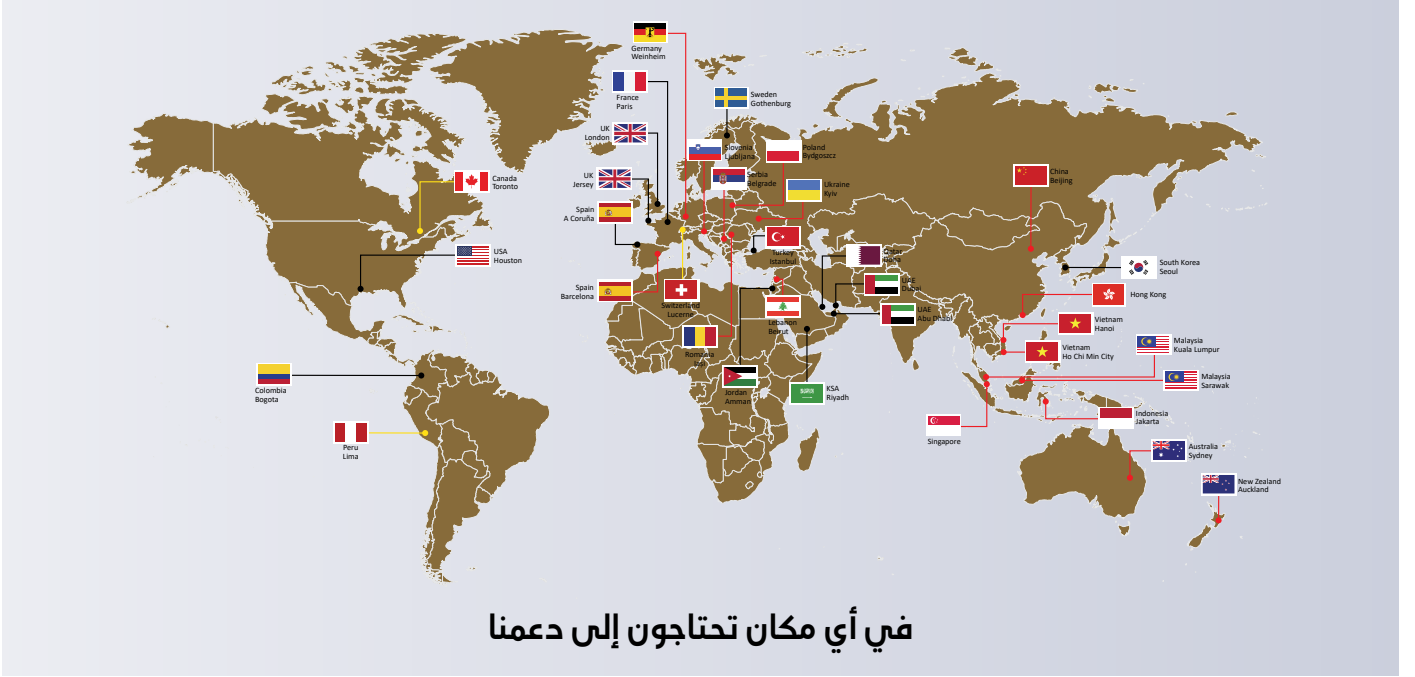 Germany
Weinheim
France
Paris
Sweden
Gothenburg
UK
London
Slovenia
Ljubljana
Poland
Bydgoszcz
UK
Jersey
Serbia
Belgrade
Ukraine
Kyiv
China
Beijing
Canada
Toronto
Spain
A Coruña
USA
Houston
Turkey
Istanbul
Qatar
Doha
South Korea
Seoul
UAE
Dubai
Spain
Barcelona
Switzerland
Lucerne
Hong Kong
Lebanon
Beirut
UAE
Abu Dhabi
Vietnam
Hanoi
Romania
Vietnam
Ho Chi Min City
Malaysia
Kuala Lumpur
Colombia
Bogota
Jordan
Amman
KSA
Riyadh
Malaysia
Sarawak
Indonesia
Jakarta
Peru
Lima
Singapore
Australia
Sydney
New Zealand
Auckland
في أي مكان تحتاجون إلى دعمنا